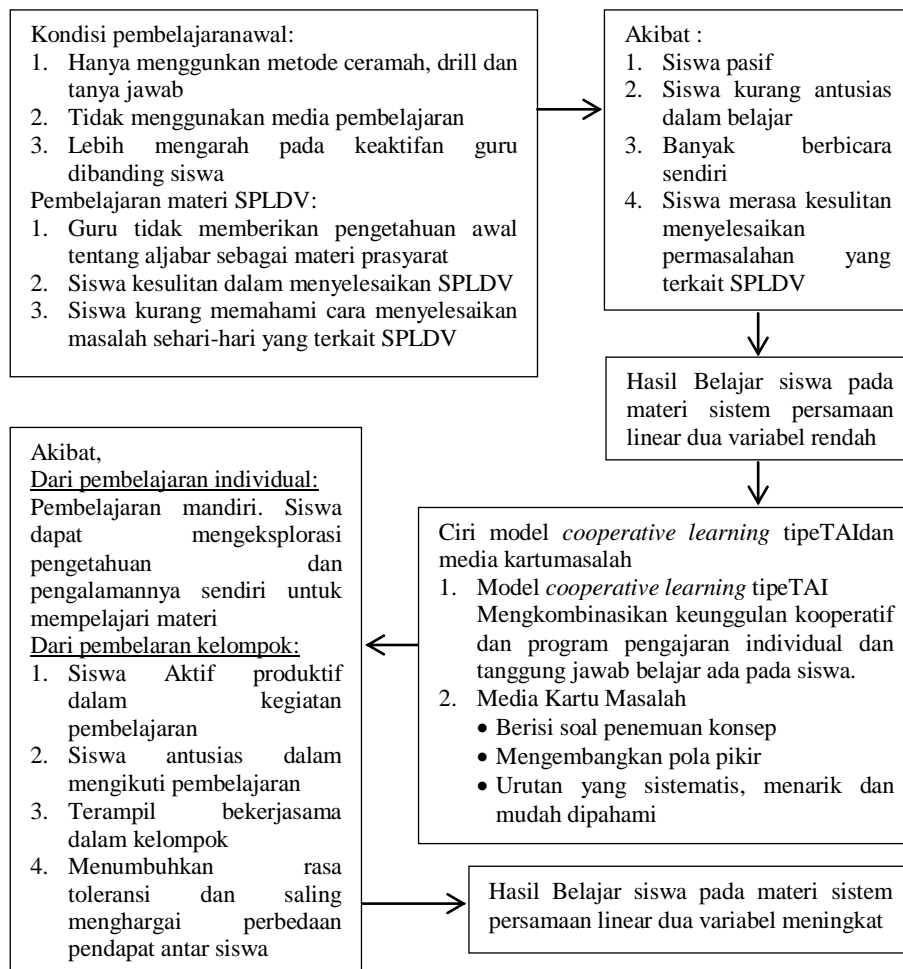 Kondisi pembelajaranawal:
1. Hanya menggunkan metode ceramah, drill dan
tanya jawab
2. Tidak menggunakan media pembelajaran
3. Lebih mengarah pada keaktifan guru
dibanding siswa
Pembelajaran materi SPLDV:
1. Guru tidak memberikan pengetahuan awal
tentang aljabar sebagai materi prasyarat
2. Siswa kesulitan dalam menyelesaikan SPLDV
3. Siswa kurang memahami cara menyelesaikan
masalah sehari-hari yang terkait SPLDV
Akibat :
1. Siswa pasif
2. Siswa kurang antusias
dalam belajar
3. Banyak berbicara
sendiri
4. Siswa merasa kesulitan
menyelesaikan
permasalahan yang
terkait SPLDV
Hasil Belajar siswa pada
materi sistem persamaan
linear dua variabel rendah
Ciri model cooperative learning tipeTAIdan
media kartumasalah
1. Model cooperative learning tipeTAI
Mengkombinasikan keunggulan kooperatif
dan program pengajaran individual dan
tanggung jawab belajar ada pada siswa.
2. Media Kartu Masalah
• Berisi soal penemuan konsep
• Mengembangkan pola pikir
• Urutan yang sistematis, menarik dan
mudah dipahami
Akibat,
Dari pembelajaran individual:
Pembelajaran mandiri. Siswa
dapat mengeksplorasi
pengetahuan dan
pengalamannya sendiri untuk
mempelajari materi
Dari pembelaran kelompok:
1. Siswa Aktif produktif
dalam kegiatan
pembelajaran
2. Siswa antusias dalam
mengikuti pembelajaran
3. Terampil bekerjasama
dalam kelompok
4. Menumbuhkan rasa
toleransi dan saling
menghargai perbedaan
pendapat antar siswa
Hasil Belajar siswa pada materi sistem
persamaan linear dua variabel meningkat